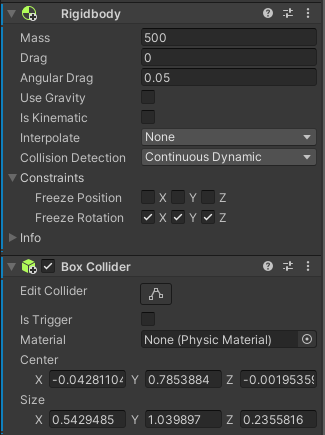 Rigidbody
Mass 500
Drag 0
Angular Drag 0.05
Use Gravity
Is Kinematic
Interpolate None
Collision Detection Continuous Dynamic
Constraints
Freeze Position X Y Z
Freeze Rotation X Y Z
Info
Box Collider
Edit Collider
Is Trigger
Material None (Physic Material)
Center
X -0.04281104 Y 0.7853884 Z -0.00195359
Size
X 0.5429485 Y 1.039897 Z 0.2355816